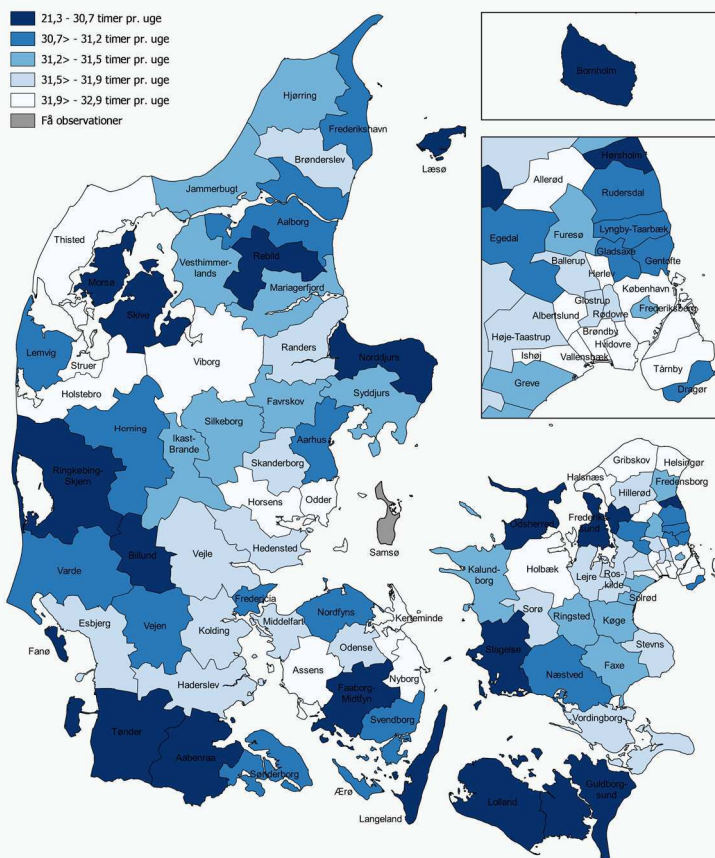 21,3 - 30,7 timer pr. uge
30,7> - 31,2 timer pr. uge
31,2> - 31,5 timer pr. uge
31,5> - 31,9 timer pr. uge
31,9> - 32,9 timer pr. uge
Få observationer
Bornholm
Hjørring
Frederikshavn
Brønderslev
Læsø
Jammerbugt
Aalborg
Thisted
Vesthimmer-
lands
Rebild
Morsø
Mariagerfjord
Skive
Lemvig
Struer
Viborg
Randers
Norddjurs
Holstebro
Favrskov
Syddjurs
Herning
Silkeborg
Ikast-
Brande
Aarhus
Ringkøbing-
Skjern
Skanderborg
Horsens
Odder
Samsø
Billund
Vejle
Hedensted
Varde
Fredericia
Esbjerg
Vejen
Kolding
Middelfart
Nordfyns
Kerteminde
Fanø
Odense
Assens
Nyborg
Haderslev
Faaborg-
Midtfyn
Tønder
Svendborg
Aabenraa
Sønderborg
Ærø
Langeland
Hørsholm
Allerød
Rudersdal
Egedal
Furesø
Lyngby-Taarbæk
Gladsaxe
Ballerup
Gentofte
Herlev
København
Glostrup
Rødovre
Frederiksberg
Albertslund
Brøndby
Høje-Taastrup
Hvidovre
Ishøj
Vallensbæk
Tårnby
Greve
Dragør
Gribskov
Helsingør
Halsnæs
Fredensborg
Hillerød
Odsherred
Frederiks-
sund
Kalund-
borg
Holbæk
Lejre
Ros-
kilde
Solrød
Sorø
Ringsted
Køge
Stevns
Slagelse
Næstved
Faxe
Vordingborg
Guldborg-
sund
Lolland